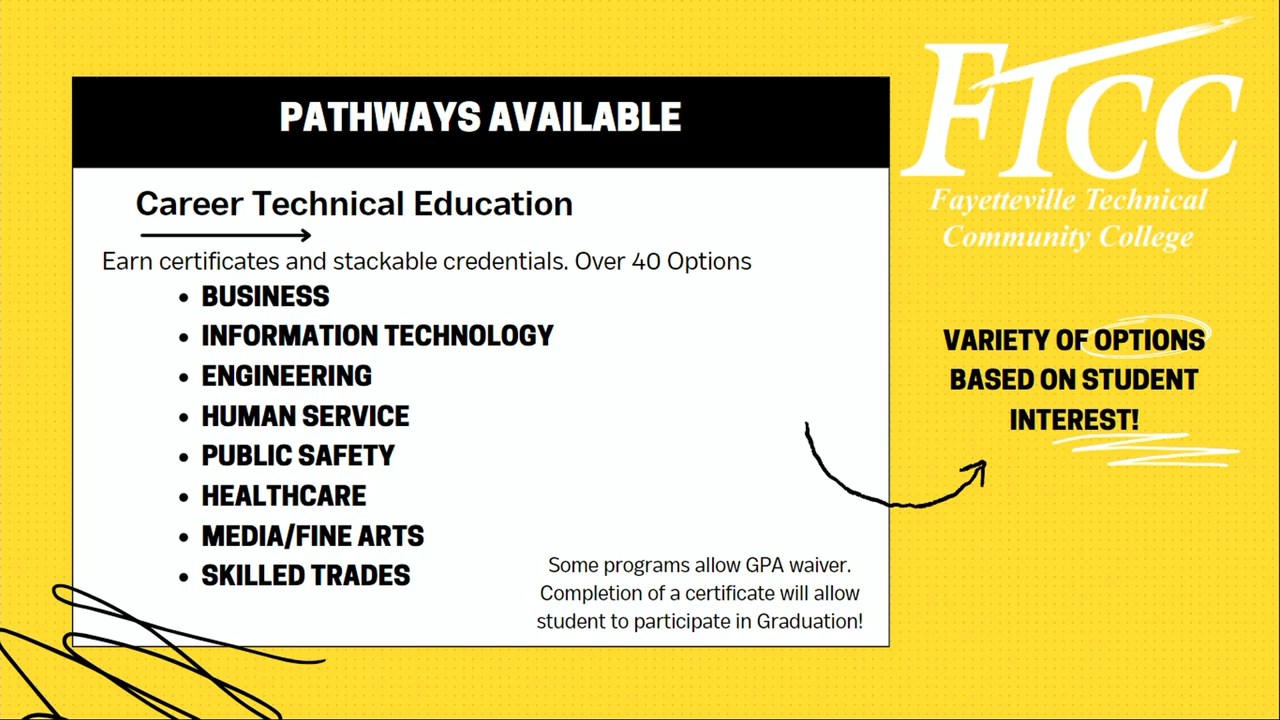 PATHWAYS AVAILABLE
Career Technical Education
Earn certificates and stackable credentials. Over 40 Options
• BUSINESS
• INFORMATION TECHNOLOGY
• ENGINEERING
• HUMAN SERVICE
• PUBLIC SAFETY
• HEALTHCARE
• MEDIA/FINE ARTS
• SKILLED TRADES
Some programs allow GPA waiver.
Completion of a certificate will allow
student to participate in Graduation!
FTCC
Fayetteville Technical
Community College
VARIETY OF OPTIONS
BASED ON STUDENT
INTEREST!